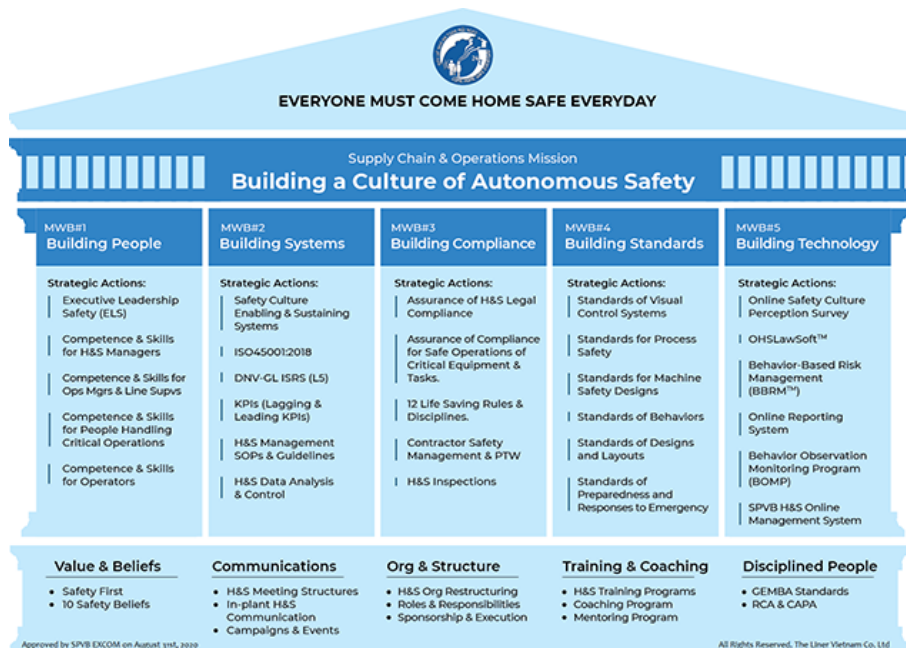 EVERYONE MUST COME HOME SAFE EVERYDAY
Supply Chain & Operations Mission
Building a Culture of Autonomous Safety
MWB#1
Building People
Strategic Actions:
Executive Leadership
Safety (ELS)
Competence & Skills
for H&S Managers
Competence & Skills for
Ops Mgrs & Line Supvs
Competence & Skills
for People Handling
Critical Operations
Competence & Skills
for Operators
MWB#2
Building Systems
Strategic Actions:
Safety Culture
Enabling & Sustaining
Systems
ISO45001:2018
DNV-GL ISRS (L5)
KPIs (Lagging &
Leading KPIs)
H&S Management
SOPs & Guidelines
H&S Data Analysis
& Control
MWB#3
Building Compliance
Strategic Actions:
Assurance of H&S Legal
Compliance
Assurance of Compliance
for Safe Operations of
Critical Equipment &
Tasks.
12 Life Saving Rules &
Disciplines.
Contractor Safety
Management & PTW
H&S Inspections
MWB#4
Building Standards
Strategic Actions:
Standards of Visual
Control Systems
Standards for Process
Safety
Standards for Machine
Safety Designs
Standards of Behaviors
Standards of Designs
and Layouts
Standards of
Preparedness and
Responses to Emergency
MWB#5
Building Technology
Strategic Actions:
Online Safety Culture
Perception Survey
OHSLawSoft™
Behavior-Based Risk
Management
(BBRM™)
Online Reporting
System
Behavior Observation
Monitoring Program
(BOMP)
SPVB H&S Online
Management System
Value & Beliefs
• Safety First
• 10 Safety Beliefs
Communications
• H&S Meeting Structures
• In-plant H&S
Communication
• Campaigns & Events
Org & Structure
• H&S Org Restructuring
• Roles & Responsibilities
• Sponsorship & Execution
Training & Coaching
• H&S Training Programs
• Coaching Program
• Mentoring Program
Disciplined People
• GEMBA Standards
• RCA & CAPA
Approved by SPVB EXCOM on August 31st, 2020
All Rights Reserved, The Liner Vietnam Co. Ltd